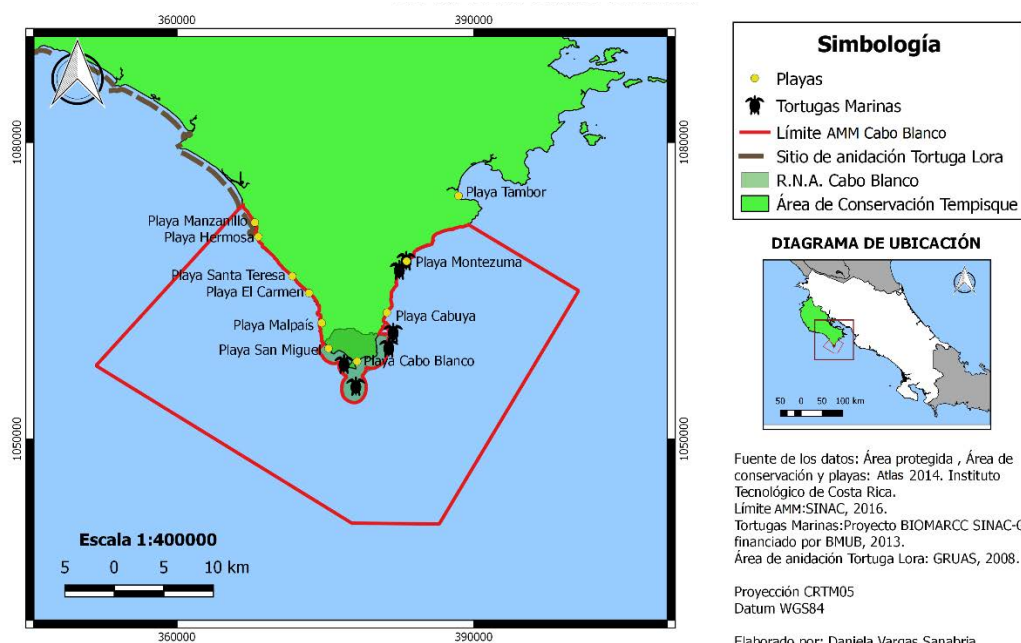 360000
390000
1080000
1050000
Playa Tambor
Playa Manzanillo
Playa Hermosa
Playa Montezuma
Playa Santa Teresa
Playa El Carmen
Playa Cabuya
Playa Malpaís
Playa San Miguel
Playa Cabo Blanco
1080000
1050000
Escala 1:400000
5 0 5 10 km
360000
390000
Simbología
Playas
Tortugas Marinas
Límite AMM Cabo Blanco
Sitio de anidación Tortuga Lora
R.N.A. Cabo Blanco
Área de Conservación Tempisque
DIAGRAMA DE UBICACIÓN
50 0 50 100 km
Fuente de los datos: Área protegida , Área de
conservación y playas: Atlas 2014. Instituto
Tecnológico de Costa Rica.
Límite AMM:SINAC, 2016.
Tortugas Marinas:Proyecto BIOMARCC SINAC-
financiado por BMUB, 2013.
Área de anidación Tortuga Lora: GRUAS, 2008.
Proyección CRTM05
Datum WGS84
Elaborado por: Daniela Vargas Sanabria